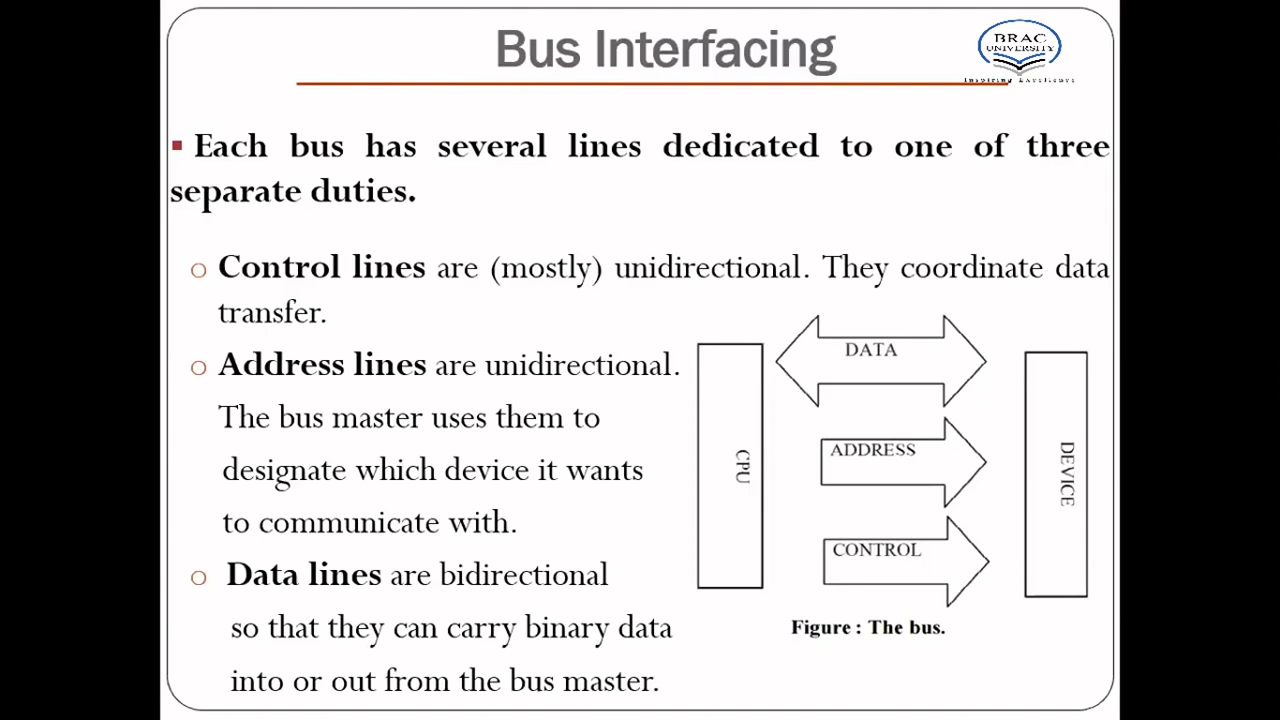 Bus Interfacing
BRAC
UNIVERSITY
Inspiring Excellence
Each bus has several lines dedicated to one of three
separate duties.
o Control lines are (mostly) unidirectional. They coordinate data
transfer.
o Address lines are unidirectional.
The bus master uses them to
designate which device it wants
to communicate with.
o Data lines are bidirectional
so that they can carry binary data
into or out from the bus master.
CPU
DATA
ADDRESS
CONTROL
DEVICE
Figure : The bus.